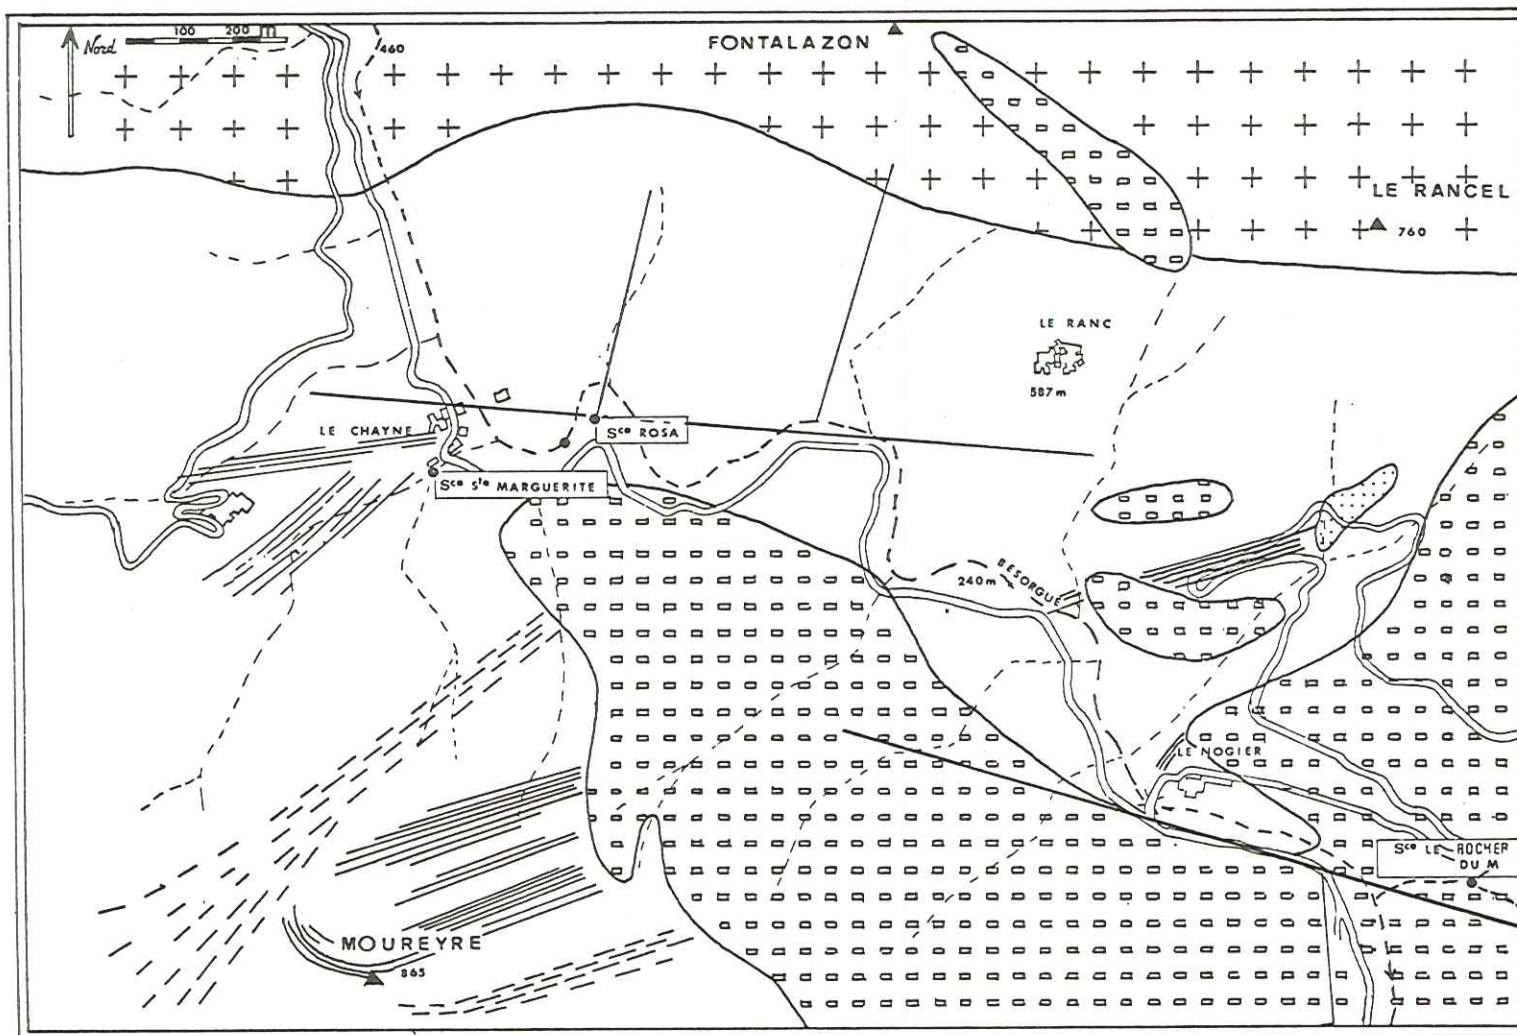 Nord
100 200 m
460
FONTALAZON
LE RANCEL
760
LE RANC
587 m
LE CHAYNE
Sce ROSA
Sce Ste MARGUERITE
BESORGUE
240 m
LE NOGIER
Sce LE ROCHER
DU M
MOUREYRE
865